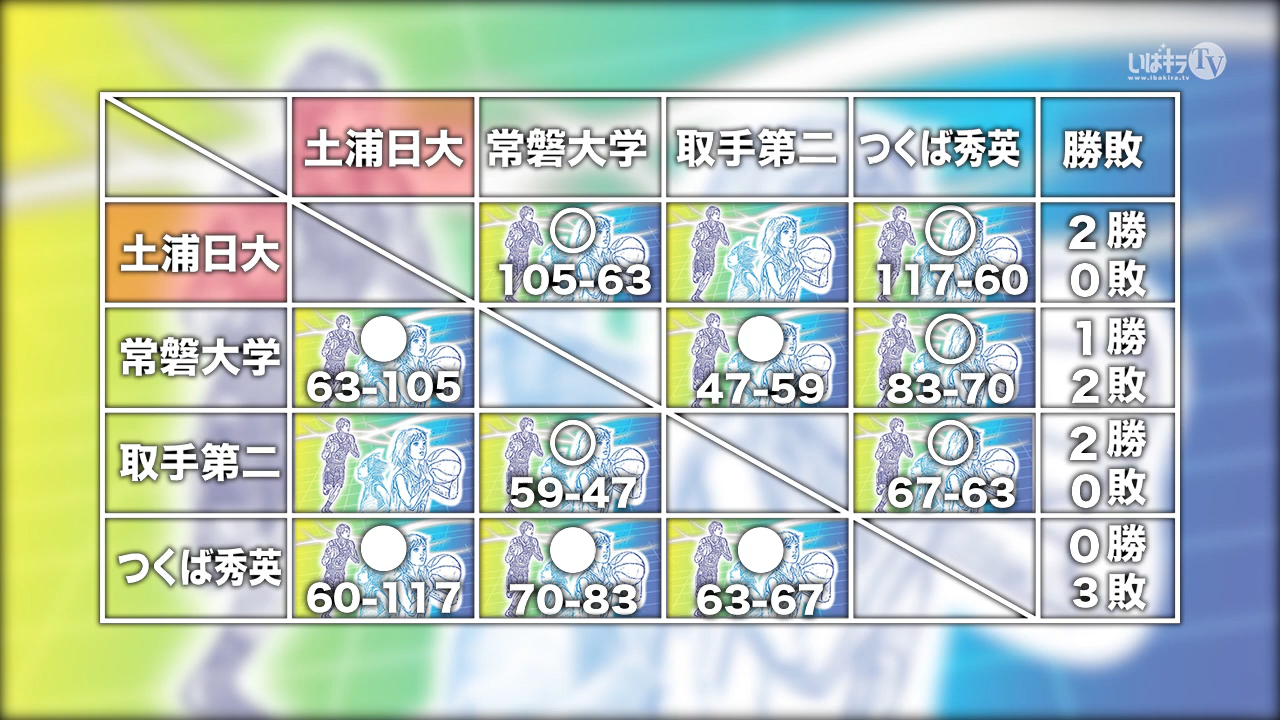 いばキラTV
www.ibakira.tv
土浦日大 常磐大学 取手第二 つくば秀英 勝敗
土浦日大 105-63 117-60 2勝 0敗
常磐大学 63-105 47-59 83-70 1勝 2敗
取手第二 59-47 67-63 2勝 0敗
つくば秀英 60-117 70-83 63-67 0勝 3敗